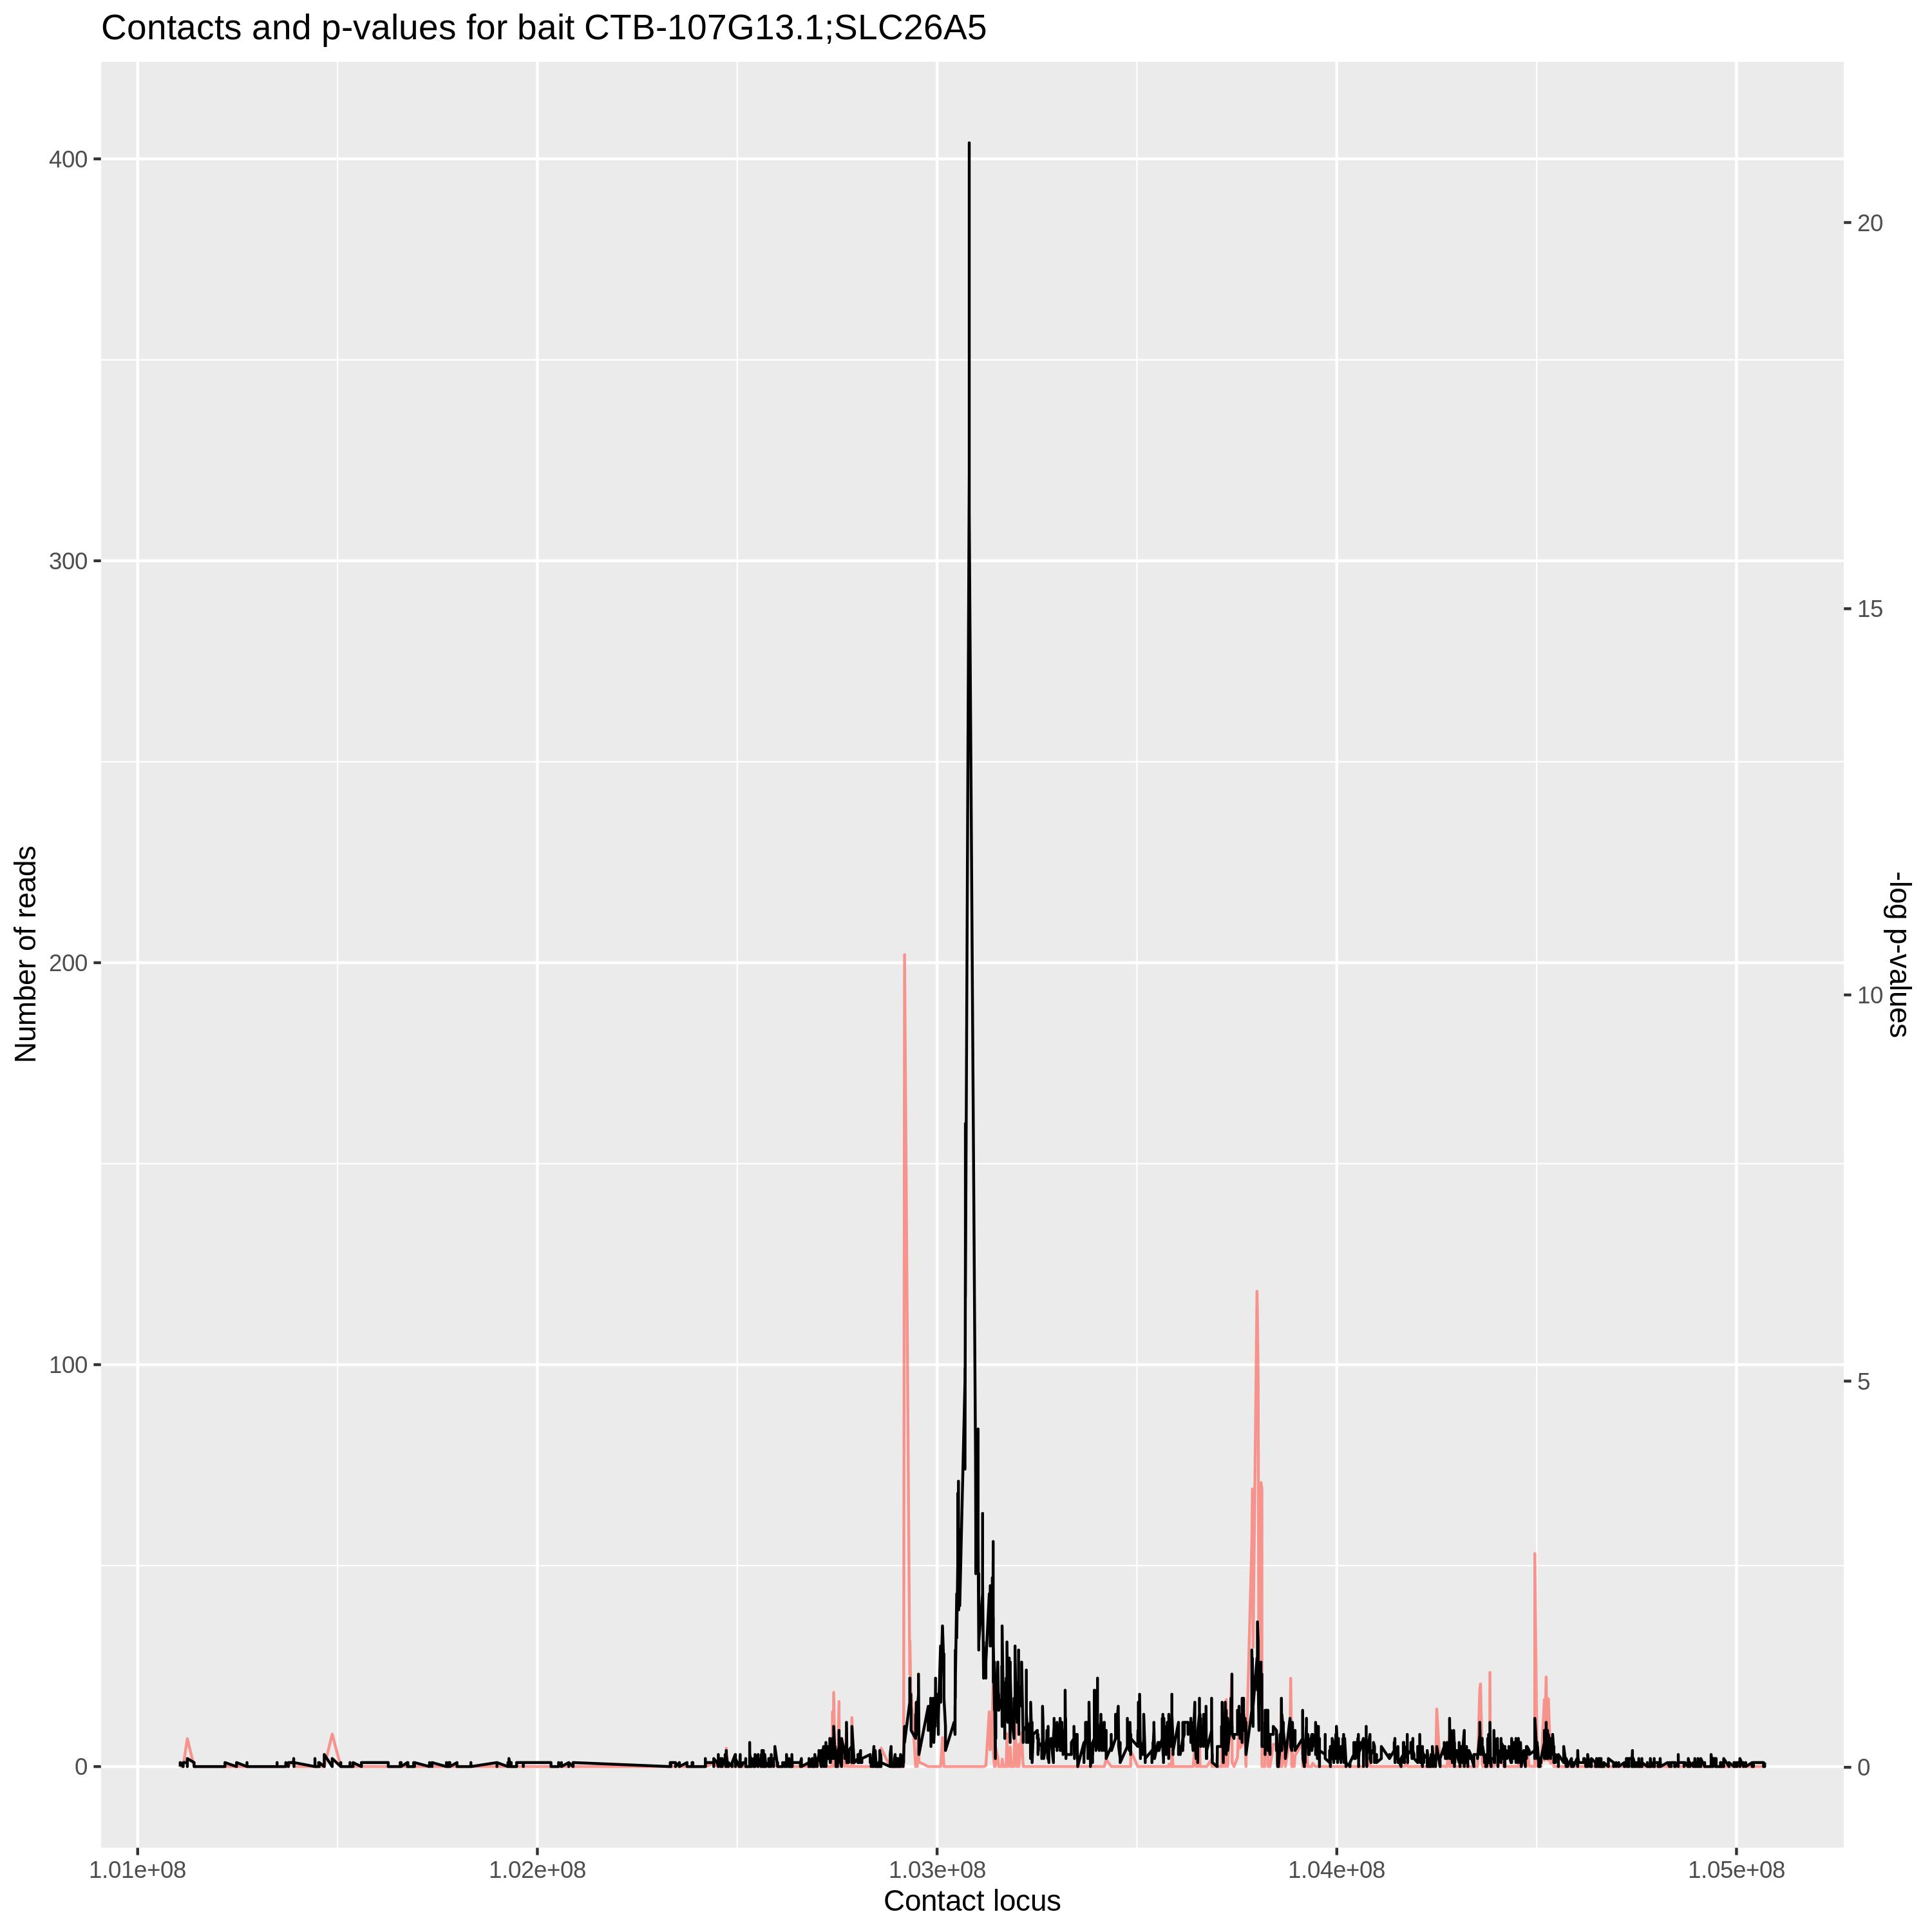 Contacts and p-values for bait CTB-107G13.1;SLC26A5
400
300
200
100
0
Number of reads
20
15
10
5
0
-log p-values
1.01e+08
1.02e+08
1.03e+08
1.04e+08
1.05e+08
Contact locus